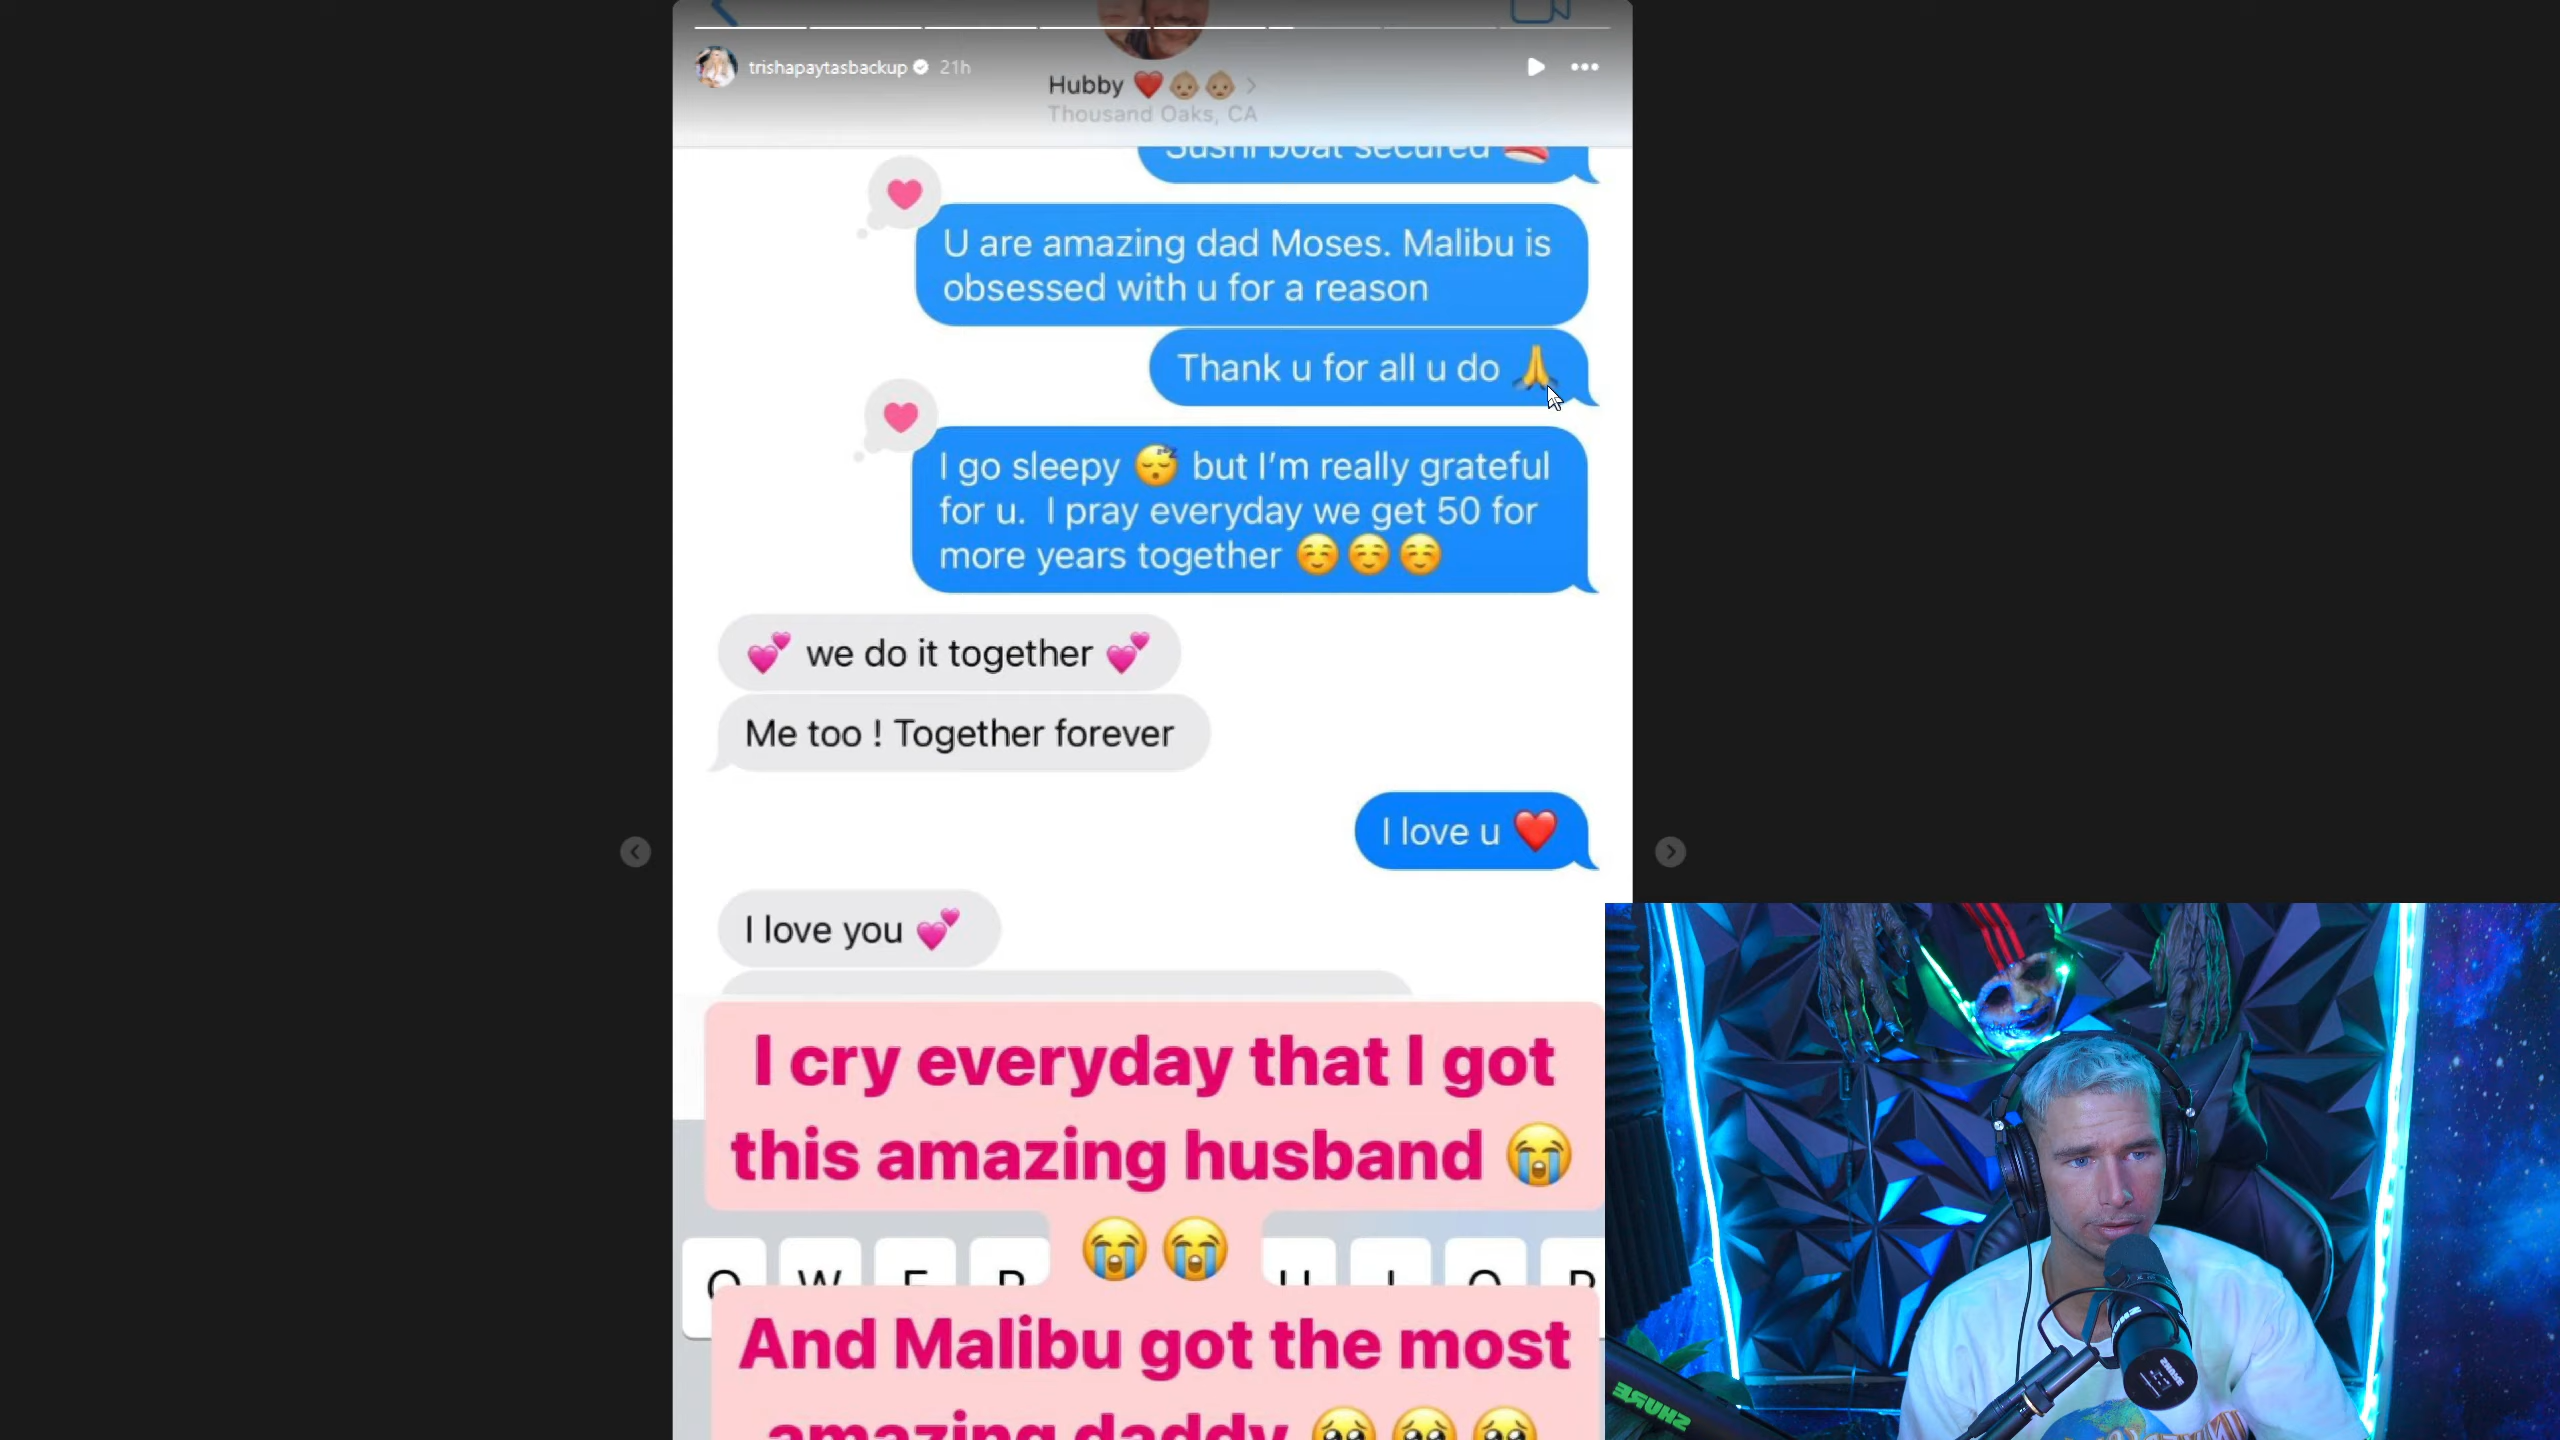 trishapaytasbackup 21h
Hubby ❤️👶🏼👶🏼 >
Thousand Oaks, CA
Sushi boat secured 🍣
U are amazing dad Moses. Malibu is
obsessed with u for a reason
Thank u for all u do 🙏
I go sleepy 😴 but I'm really grateful
for u. I pray everyday we get 50 for
more years together ☺️☺️☺️
💕 we do it together 💕
Me too ! Together forever
I love u ❤️
I love you 💕
I cry everyday that I got
this amazing husband 😭
😭😭
Q W E R U I O P
And Malibu got the most
amazing daddy 🥹🥹🥹
SHURE
SHURE